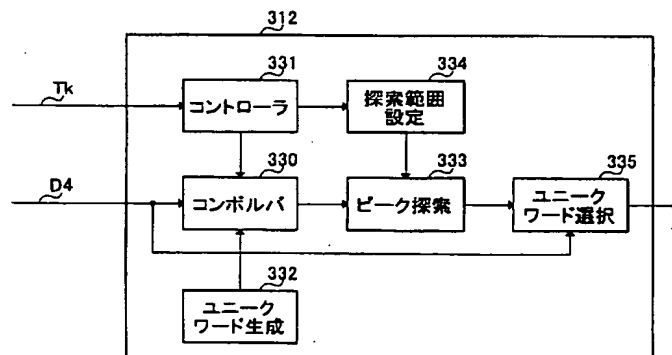 312
Tk
331
コントローラ
334
探索範囲
設定
D4
330
コンボルバ
333
ピーク探索
335
ユニーク
ワード選択
332
ユニーク
ワード生成